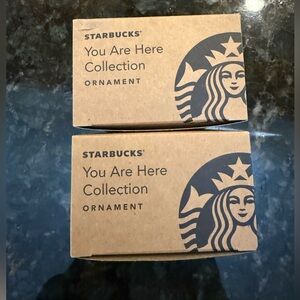 STARBUCKS®
You Are Here
Collection
ORNAMENT
STARBUCKS®
You Are Here
Collection
ORNAMENT